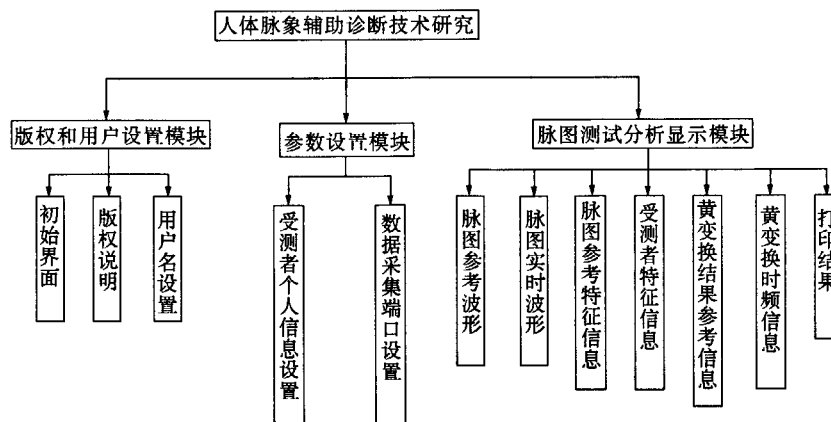 人体脉象辅助诊断技术研究
版权和用户设置模块
参数设置模块
脉图测试分析显示模块
初始界面
版权说明
用户名设置
受测者个人信息设置
数据采集端口设置
脉图参考波形
脉图实时波形
脉图参考特征信息
受测者特征信息
黄变换结果参考信息
黄变换时频信息
打印结果